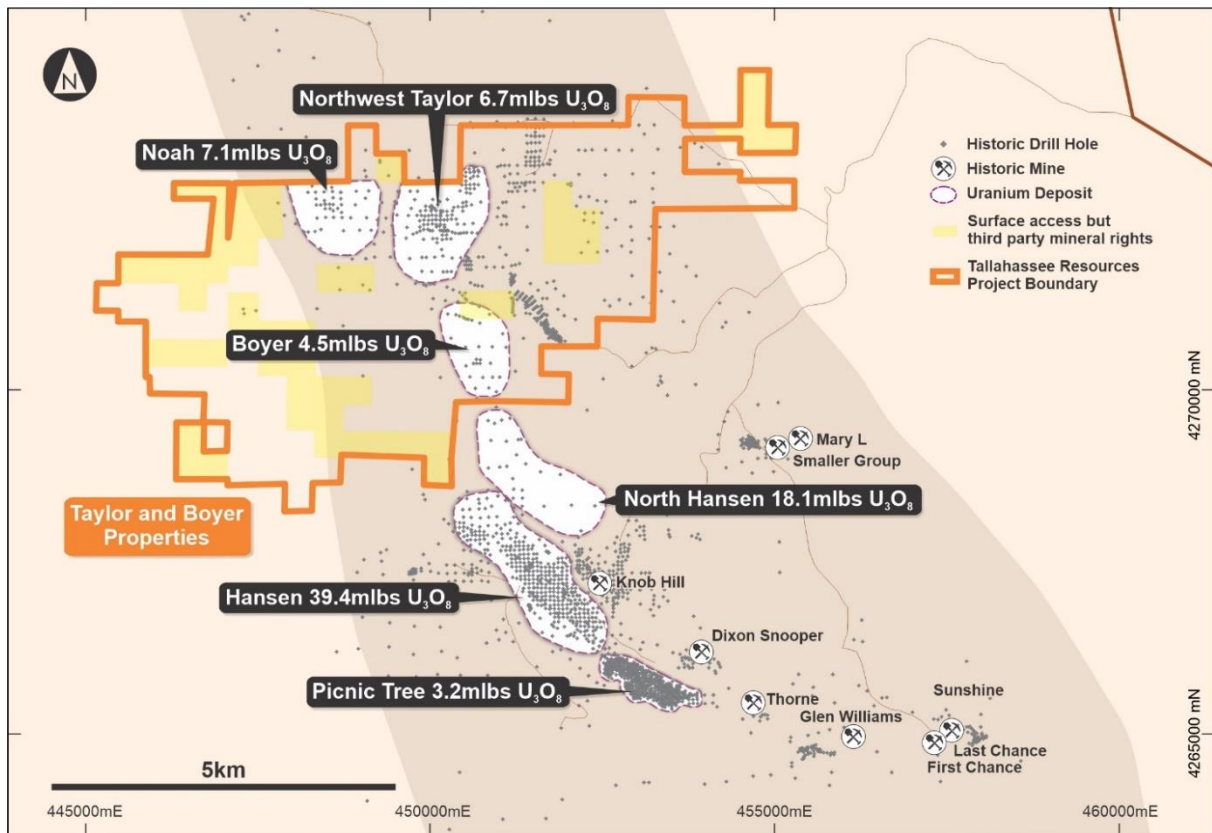 N
Northwest Taylor 6.7mlbs U₃O₈
Noah 7.1mlbs U₃O₈
Historic Drill Hole
Historic Mine
Uranium Deposit
Surface access but
third party mineral rights
Tallahassee Resources
Project Boundary
Boyer 4.5mlbs U₃O₈
4270000 mN
Mary L
Smaller Group
North Hansen 18.1mlbs U₃O₈
Taylor and Boyer
Properties
Knob Hill
Hansen 39.4mlbs U₃O₈
Dixon Snooper
Picnic Tree 3.2mlbs U₃O₈
Thorne
Sunshine
Glen Williams
Last Chance
First Chance
4265000 mN
5km
445000mE
450000mE
455000mE
460000mE